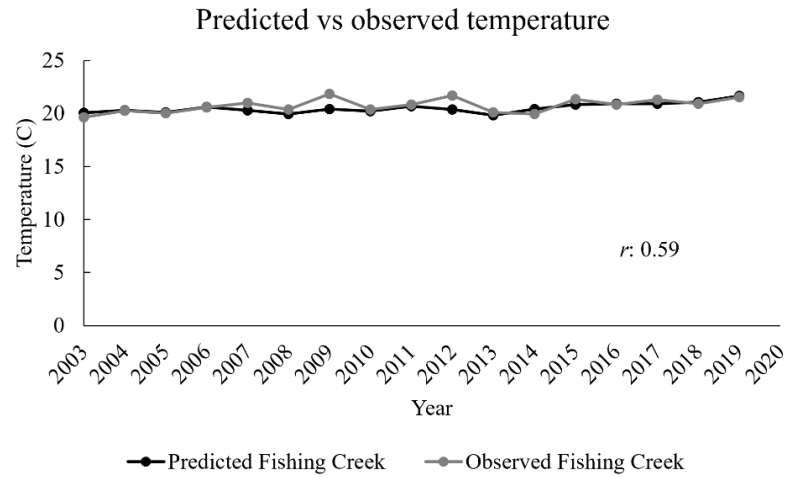 Predicted vs observed temperature
25
20
15
10
5
0
Temperature (C)
r: 0.59
2003 2004 2005 2006 2007 2008 2009 2010 2011 2012 2013 2014 2015 2016 2017 2018 2019 2020
Year
Predicted Fishing Creek Observed Fishing Creek